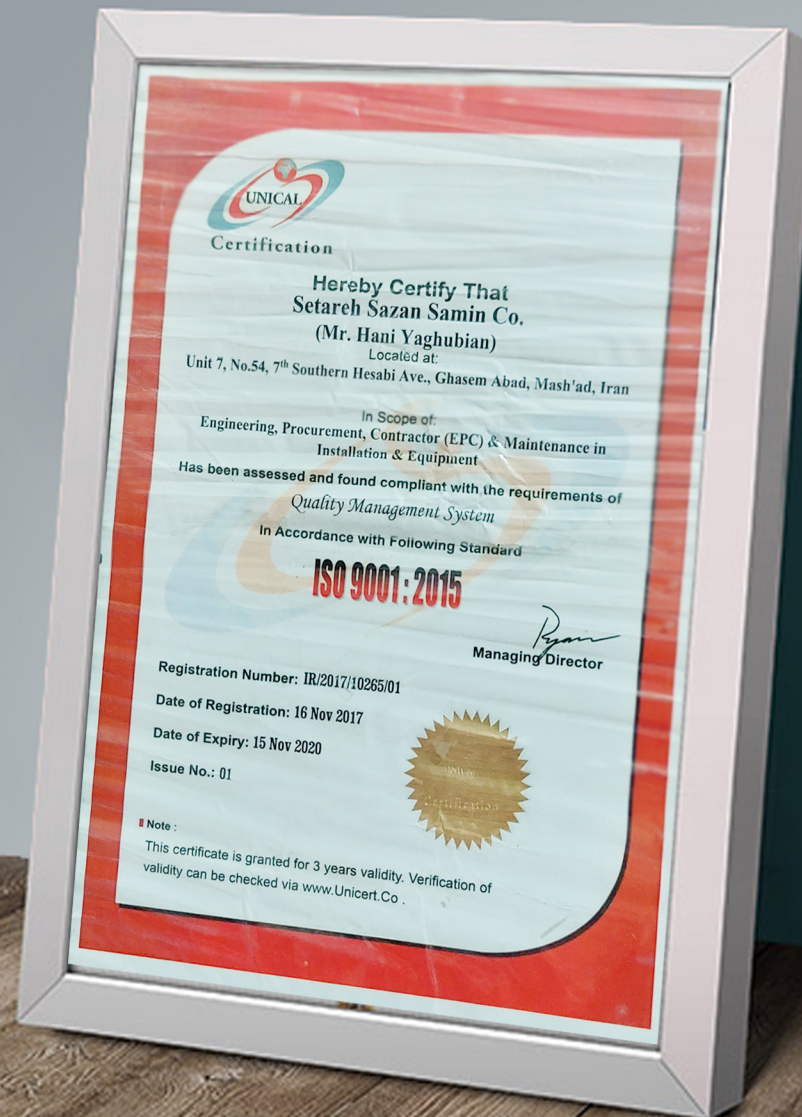 UNICAL
Certification
Hereby Certify That
Setareh Sazan Samin Co.
(Mr. Hani Yaghubian)
Located at:
Unit 7, No.54, 7th Southern Hesabi Ave., Ghasem Abad, Mash'ad, Iran
In Scope of:
Engineering, Procurement, Contractor (EPC) & Maintenance in
Installation & Equipment
Has been assessed and found compliant with the requirements of
Quality Management System
In Accordance with Following Standard
ISO 9001:2015
Managing Director
Registration Number: IR/2017/10265/01
Date of Registration: 16 Nov 2017
Date of Expiry: 15 Nov 2020
Issue No.: 01
UNICAL
Certification
Note :
This certificate is granted for 3 years validity. Verification of
validity can be checked via www.Unicert.Co .